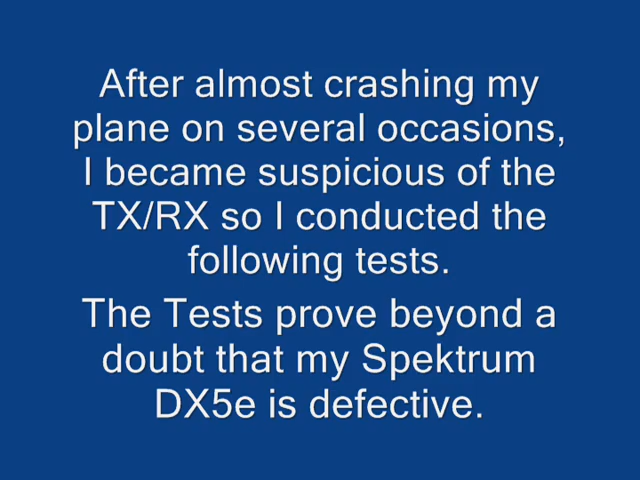 After almost crashing my
plane on several occasions,
I became suspicious of the
TX/RX so I conducted the
following tests.
The Tests prove beyond a
doubt that my Spektrum
DX5e is defective.